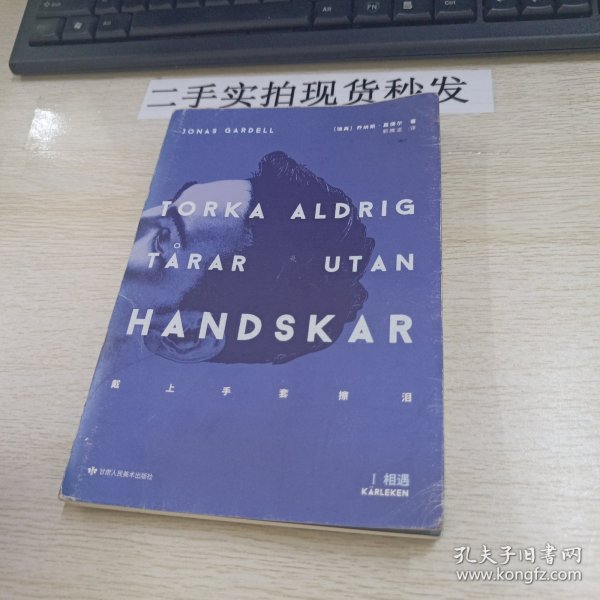 二手实拍现货秒发
JONAS GARDELL
［瑞典］乔纳斯·嘉德尔 著
TORKA ALDRIG
TÅRAR UTAN
HANDSKAR
戴上手套擦泪
甘肃人民美术出版社
I 相遇
KÄRLEKEN
孔夫子旧书网
www.kongfz.com